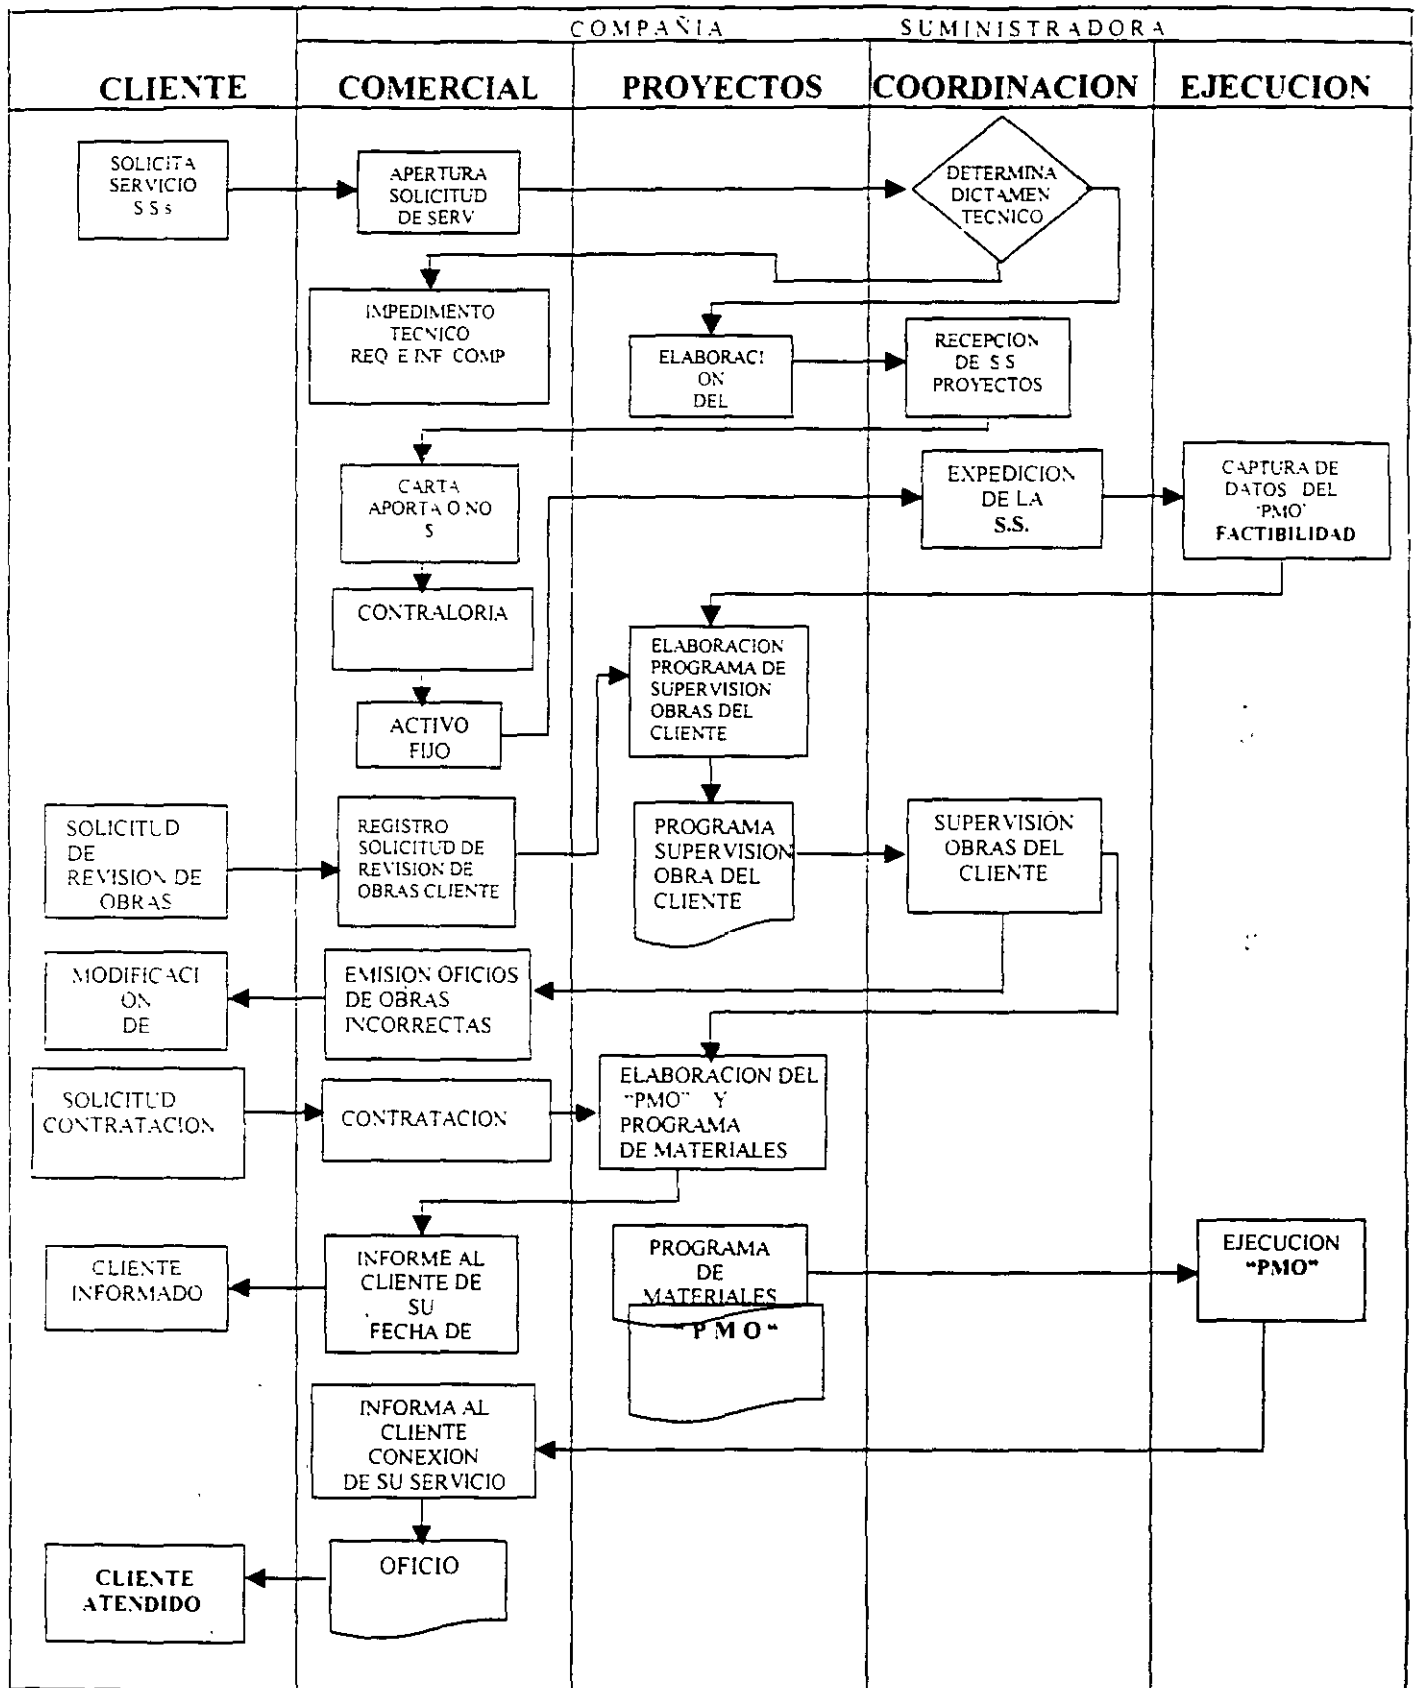 COMPAÑIA SUMINISTRADORA
CLIENTE COMERCIAL PROYECTOS COORDINACION EJECUCION
SOLICITA
SERVICIO
S S s
APERTURA
SOLICITUD
DE SERV
DETERMINA
DICTAMEN
TECNICO
IMPEDIMENTO
TECNICO
REQ E INF COMP
ELABORACI
ON
DEL
RECEPCION
DE S S
PROYECTOS
CARTA
APORTA O NO
S
EXPEDICION
DE LA
S.S.
CAPTURA DE
DATOS DEL
"PMO"
FACTIBILIDAD
CONTRALORIA
ACTIVO
FIJO
ELABORACION
PROGRAMA DE
SUPERVISION
OBRAS DEL
CLIENTE
SOLICITUD
DE
REVISION DE
OBRAS
REGISTRO
SOLICITUD DE
REVISION DE
OBRAS CLIENTE
PROGRAMA
SUPERVISION
OBRA DEL
CLIENTE
SUPERVISIÓN
OBRAS DEL
CLIENTE
MODIFICACI
ÓN
DE
EMISION OFICIOS
DE OBRAS
INCORRECTAS
SOLICITUD
CONTRATACION
CONTRATACION
ELABORACION DEL
"PMO" Y
PROGRAMA
DE MATERIALES
CLIENTE
INFORMADO
INFORME AL
CLIENTE DE
SU
FECHA DE
PROGRAMA
DE
MATERIALES
"PMO"
EJECUCION
"PMO"
INFORMA AL
CLIENTE
CONEXION
DE SU SERVICIO
CLIENTE
ATENDIDO
OFICIO